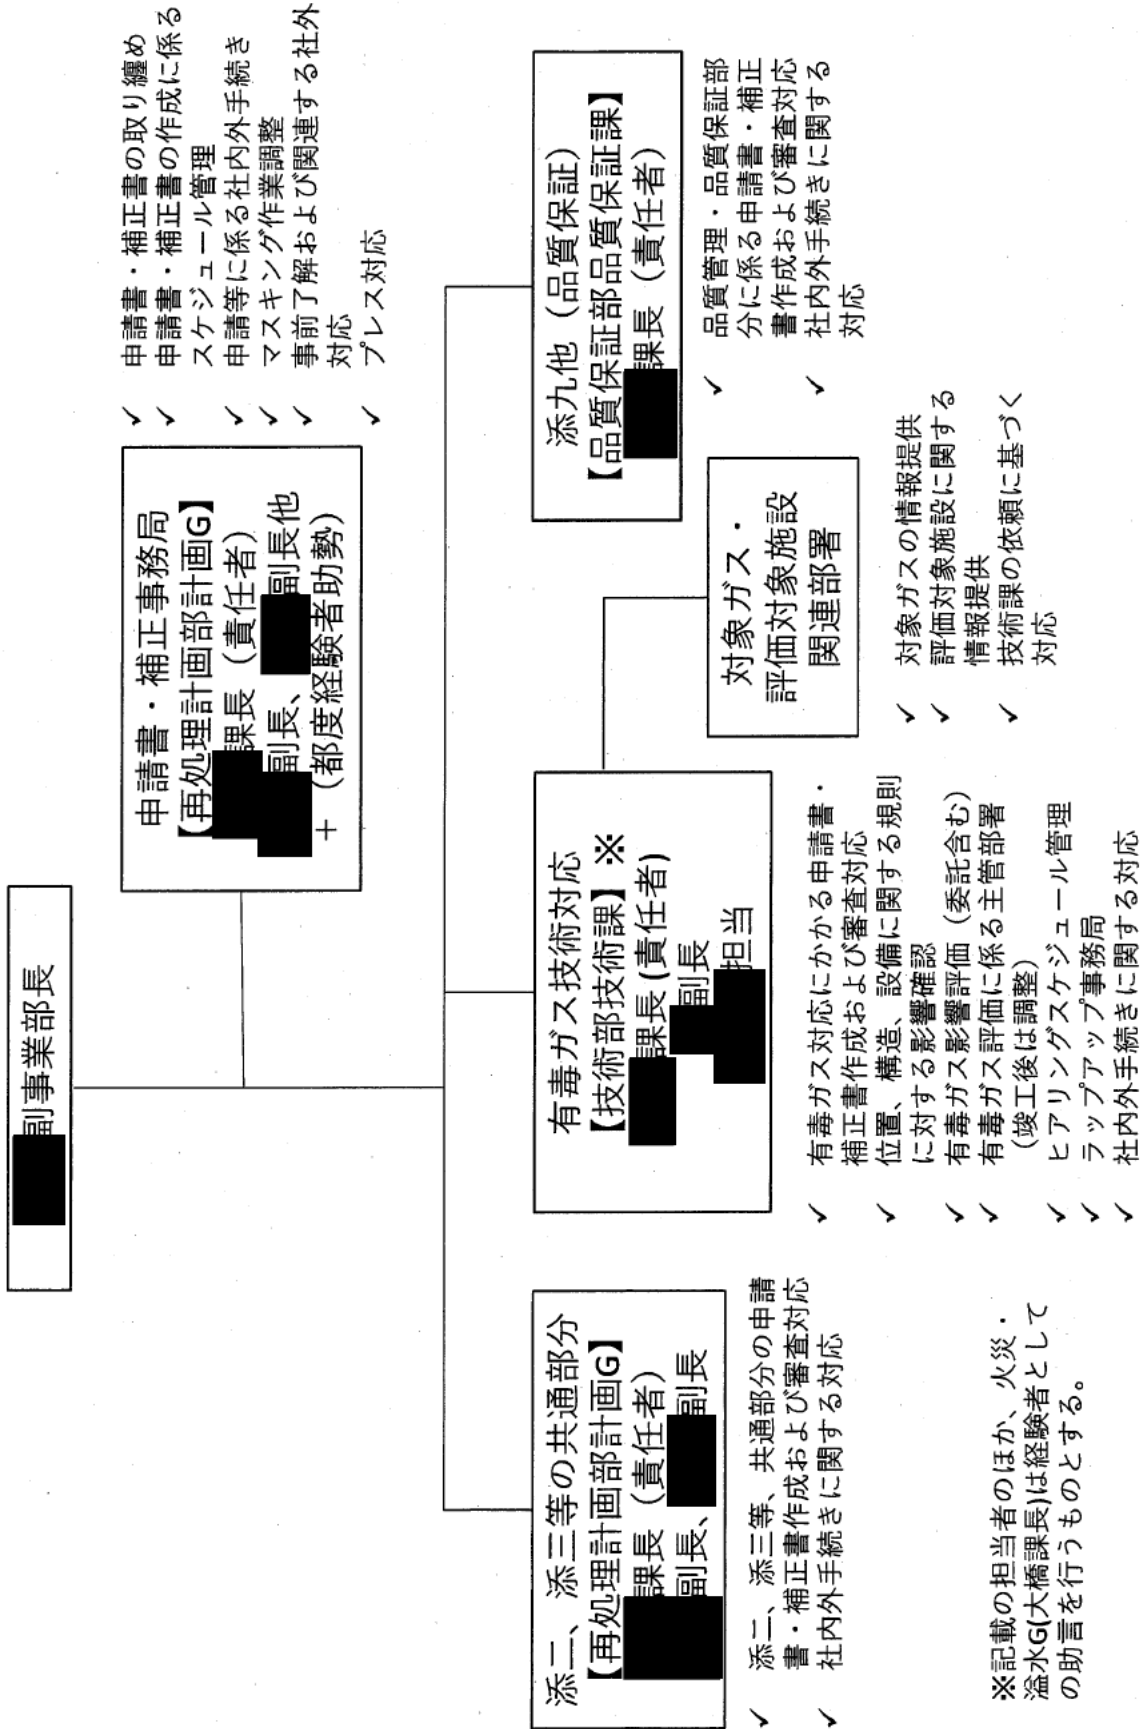 副事業部長
申請書・補正事務局
【再処理計画部計画G】
課長（責任者）
副長、副長他
＋（都度経験者助勢）
✓ 申請書・補正書の取り纏め
✓ 申請書・補正書の作成に係る
スケジュール管理
✓ 申請等に係る社内外手続き
✓ マスキング作業調整
✓ 事前了解および関連する社外
対応
✓ プレス対応
添二、添三等の共通部分
【再処理計画部計画G】
課長（責任者）
副長、副長
✓ 添二、添三等、共通部分の申請
書・補正書作成および審査対応
✓ 社内外手続きに関する対応
有毒ガス技術対応
【技術部技術課】※
課長(責任者)
副長
担当
✓ 有毒ガス対応にかかる申請書・
補正書作成および審査対応
✓ 位置、構造、設備に関する規則
に対する影響確認
✓ 有毒ガス影響評価（委託含む）
✓ 有毒ガス評価に係る主管部署
（竣工後は調整）
✓ ヒアリングスケジュール管理
✓ ラップアップ事務局
✓ 社内外手続きに関する対応
対象ガス・
評価対象施設
関連部署
✓ 対象ガスの情報提供
✓ 評価対象施設に関する
情報提供
✓ 技術課の依頼に基づく
対応
添九他（品質保証）
【品質保証部品質保証課】
課長（責任者）
✓ 品質管理・品質保証部
分に係る申請書・補正
書作成および審査対応
✓ 社内外手続きに関する
対応
※記載の担当者のほか、火災・
溢水G(大橋課長)は経験者として
の助言を行うものとする。